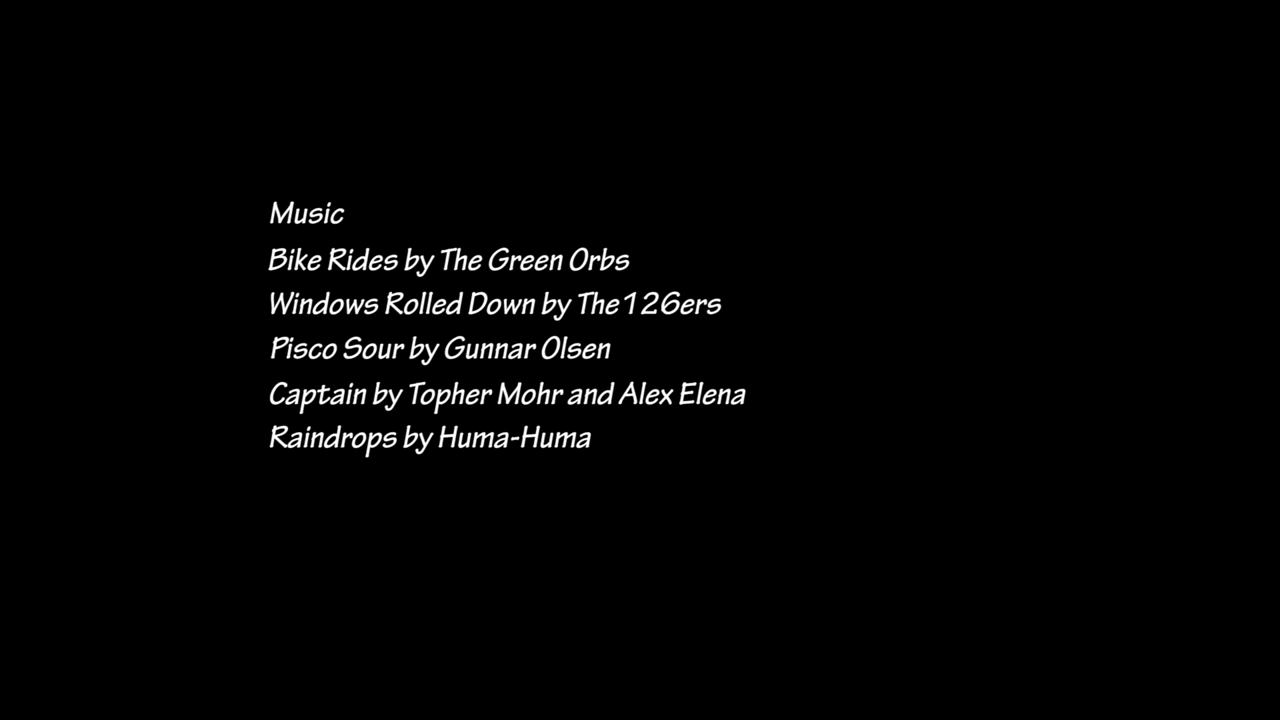 Music
Bike Rides by The Green Orbs
Windows Rolled Down by The126ers
Pisco Sour by Gunnar Olsen
Captain by Topher Mohr and Alex Elena
Raindrops by Huma-Huma